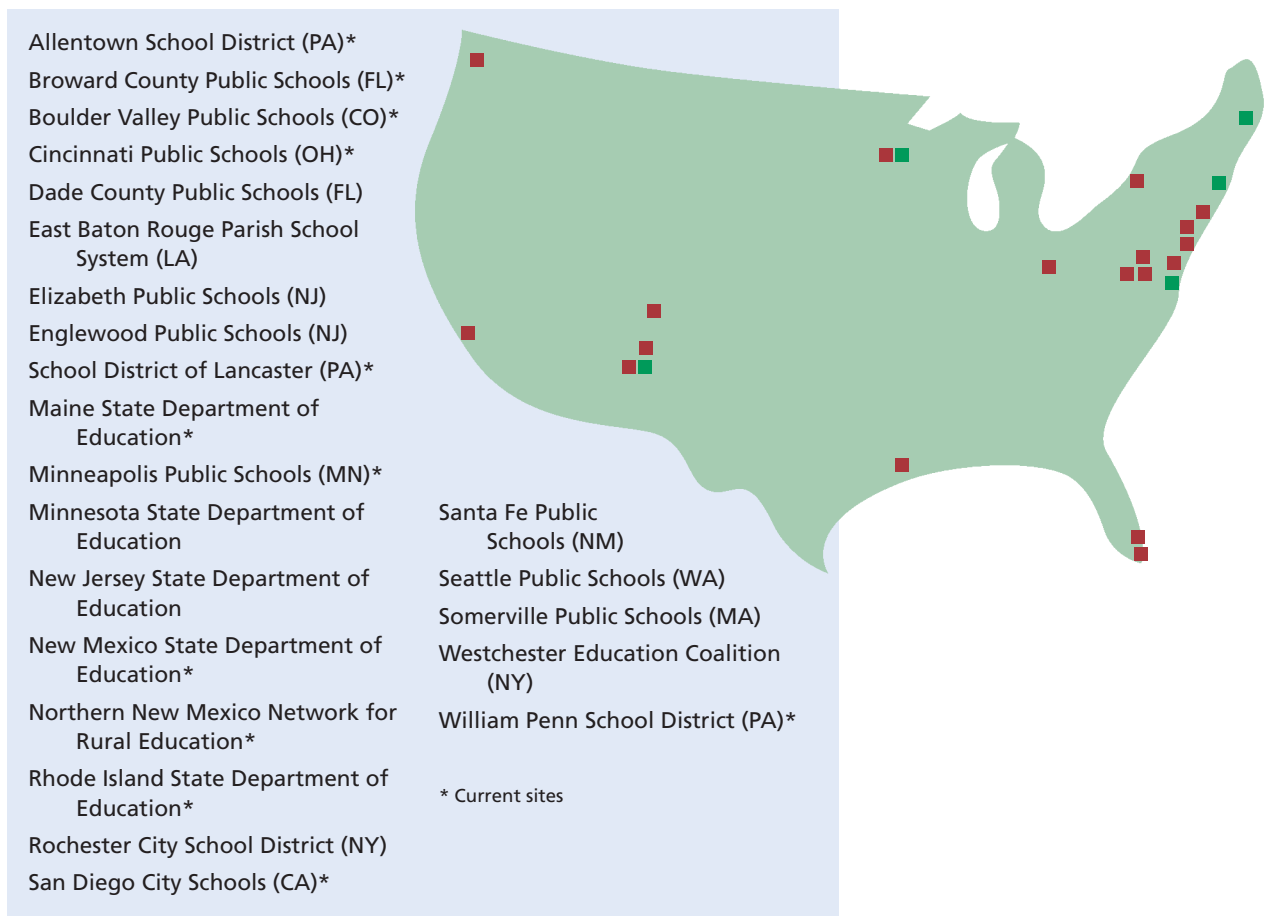 Allentown School District (PA)*
Broward County Public Schools (FL)*
Boulder Valley Public Schools (CO)*
Cincinnati Public Schools (OH)*
Dade County Public Schools (FL)
East Baton Rouge Parish School
System (LA)
Elizabeth Public Schools (NJ)
Englewood Public Schools (NJ)
School District of Lancaster (PA)*
Maine State Department of
Education*
Minneapolis Public Schools (MN)*
Minnesota State Department of
Education
New Jersey State Department of
Education
New Mexico State Department of
Education*
Northern New Mexico Network for
Rural Education*
Rhode Island State Department of
Education*
Rochester City School District (NY)
San Diego City Schools (CA)*
Santa Fe Public
Schools (NM)
Seattle Public Schools (WA)
Somerville Public Schools (MA)
Westchester Education Coalition
(NY)
William Penn School District (PA)*
* Current sites